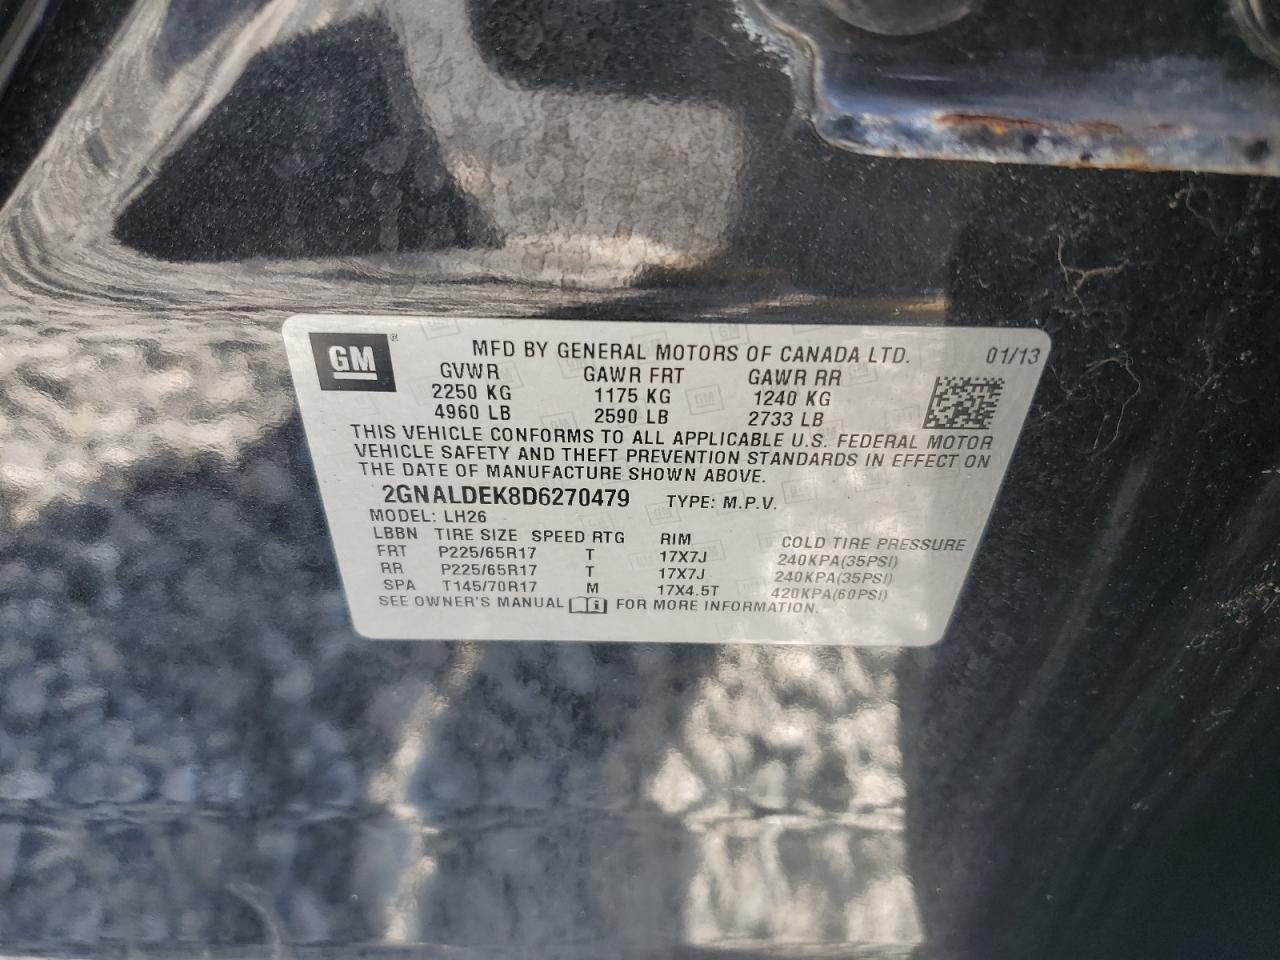 GM®
MFD BY GENERAL MOTORS OF CANADA LTD. 01/13
GVWR GAWR FRT GAWR RR
2250 KG 1175 KG 1240 KG
4960 LB 2590 LB 2733 LB
THIS VEHICLE CONFORMS TO ALL APPLICABLE U.S. FEDERAL MOTOR
VEHICLE SAFETY AND THEFT PREVENTION STANDARDS IN EFFECT ON
THE DATE OF MANUFACTURE SHOWN ABOVE.
2GNALDEK8D6270479 TYPE: M.P.V.
MODEL: LH26
LBBN TIRE SIZE SPEED RTG RIM COLD TIRE PRESSURE
FRT P225/65R17 T 17X7J 240KPA(35PSI)
RR P225/65R17 T 17X7J 240KPA(35PSI)
SPA T145/70R17 M 17X4.5T 420KPA(60PSI)
SEE OWNER'S MANUAL FOR MORE INFORMATION.